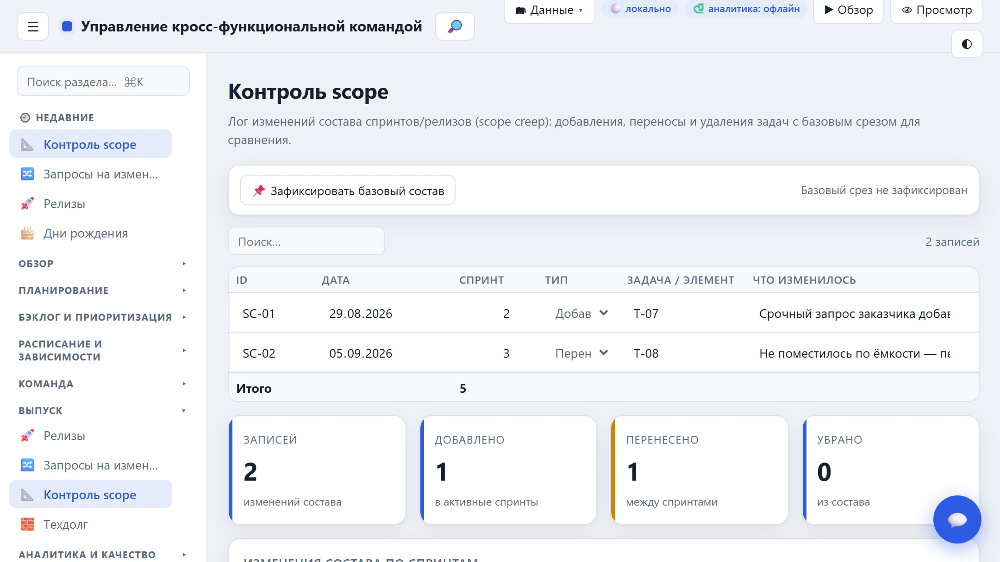 ☰
Управление кросс-функциональной командой
Данные ▾
локально
аналитика: офлайн
▶ Обзор
Просмотр
Поиск раздела... ⌘K
НЕДАВНИЕ
Контроль scope
Запросы на измен...
Релизы
Дни рождения
ОБЗОР
ПЛАНИРОВАНИЕ
БЭКЛОГ И ПРИОРИТИЗАЦИЯ
РАСПИСАНИЕ И
ЗАВИСИМОСТИ
КОМАНДА
ВЫПУСК
Релизы
Запросы на измен...
Контроль scope
Техдолг
АНАЛИТИКА И КАЧЕСТВО
Контроль scope
Лог изменений состава спринтов/релизов (scope creep): добавления, переносы и удаления задач с базовым срезом для
сравнения.
Зафиксировать базовый состав
Базовый срез не зафиксирован
Поиск...
2 записей
ID ДАТА СПРИНТ ТИП ЗАДАЧА / ЭЛЕМЕНТ ЧТО ИЗМЕНИЛОСЬ
SC-01 29.08.2026 2 Добав T-07 Срочный запрос заказчика добав
SC-02 05.09.2026 3 Перен T-08 Не поместилось по ёмкости — пе
Итого 5
ЗАПИСЕЙ
2
изменений состава
ДОБАВЛЕНО
1
в активные спринты
ПЕРЕНЕСЕНО
1
между спринтами
УБРАНО
0
из состава
ИЗМЕНЕНИЯ СОСТАВА ПО СПРИНТАМ